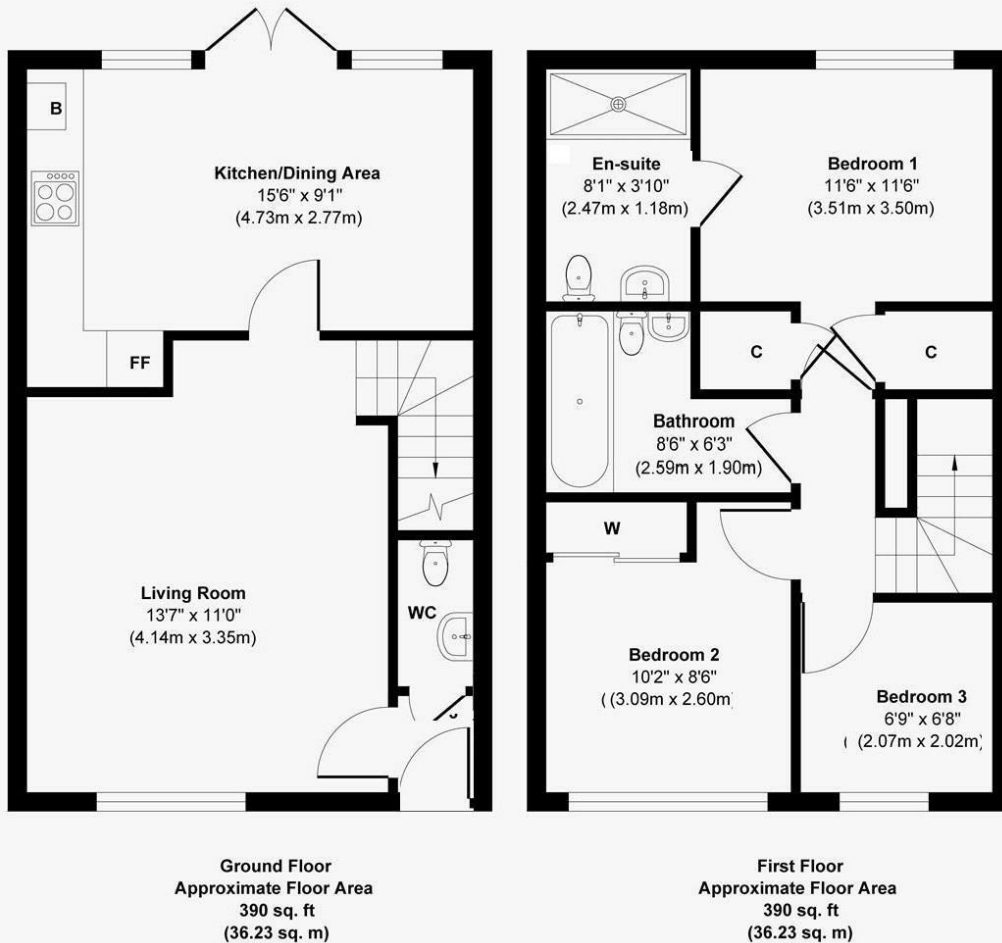 B
Kitchen/Dining Area
15'6" x 9'1"
(4.73m x 2.77m)
FF
Living Room
13'7" x 11'0"
(4.14m x 3.35m)
WC
En-suite
8'1" x 3'10"
(2.47m x 1.18m)
Bedroom 1
11'6" x 11'6"
(3.51m x 3.50m)
C
C
Bathroom
8'6" x 6'3"
(2.59m x 1.90m)
W
Bedroom 2
10'2" x 8'6"
( (3.09m x 2.60m)
Bedroom 3
6'9" x 6'8"
( (2.07m x 2.02m)
Ground Floor
Approximate Floor Area
390 sq. ft
(36.23 sq. m)
First Floor
Approximate Floor Area
390 sq. ft
(36.23 sq. m)